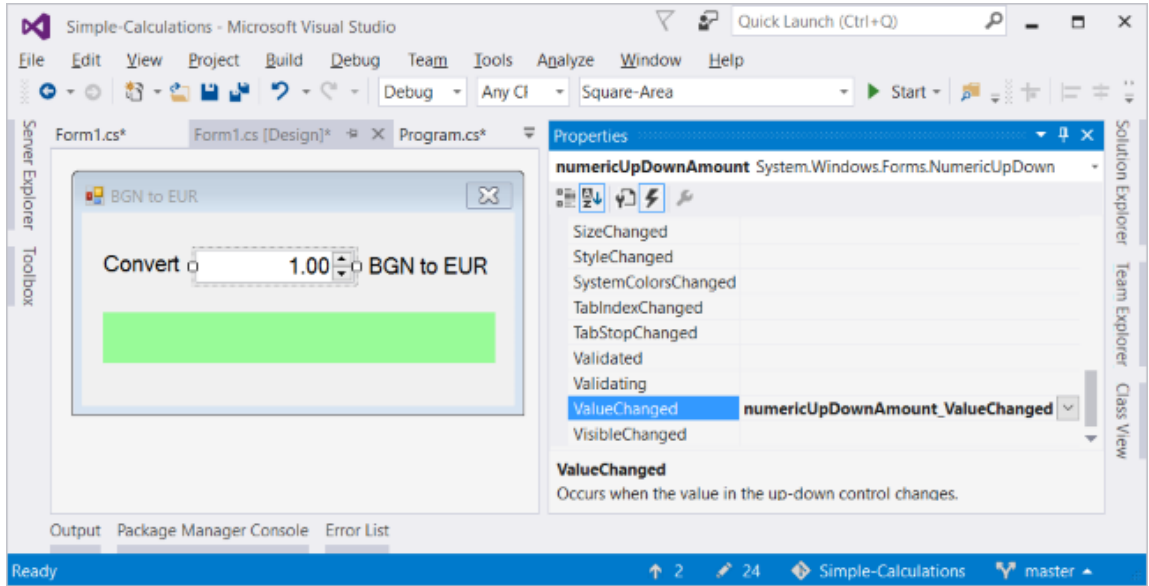 Simple-Calculations - Microsoft Visual Studio
Quick Launch (Ctrl+Q)
File Edit View Project Build Debug Team Tools Analyze Window Help
Debug Any CI Square-Area Start
Server Explorer
Toolbox
Form1.cs* Form1.cs [Design]* Program.cs*
BGN to EUR
Convert 1.00 BGN to EUR
Properties
numericUpDownAmount System.Windows.Forms.NumericUpDown
SizeChanged
StyleChanged
SystemColorsChanged
TabIndexChanged
TabStopChanged
Validated
Validating
ValueChanged numericUpDownAmount_ValueChanged
VisibleChanged
ValueChanged
Occurs when the value in the up-down control changes.
Solution Explorer
Team Explorer
Class View
Output Package Manager Console Error List
Ready 2 24 Simple-Calculations master